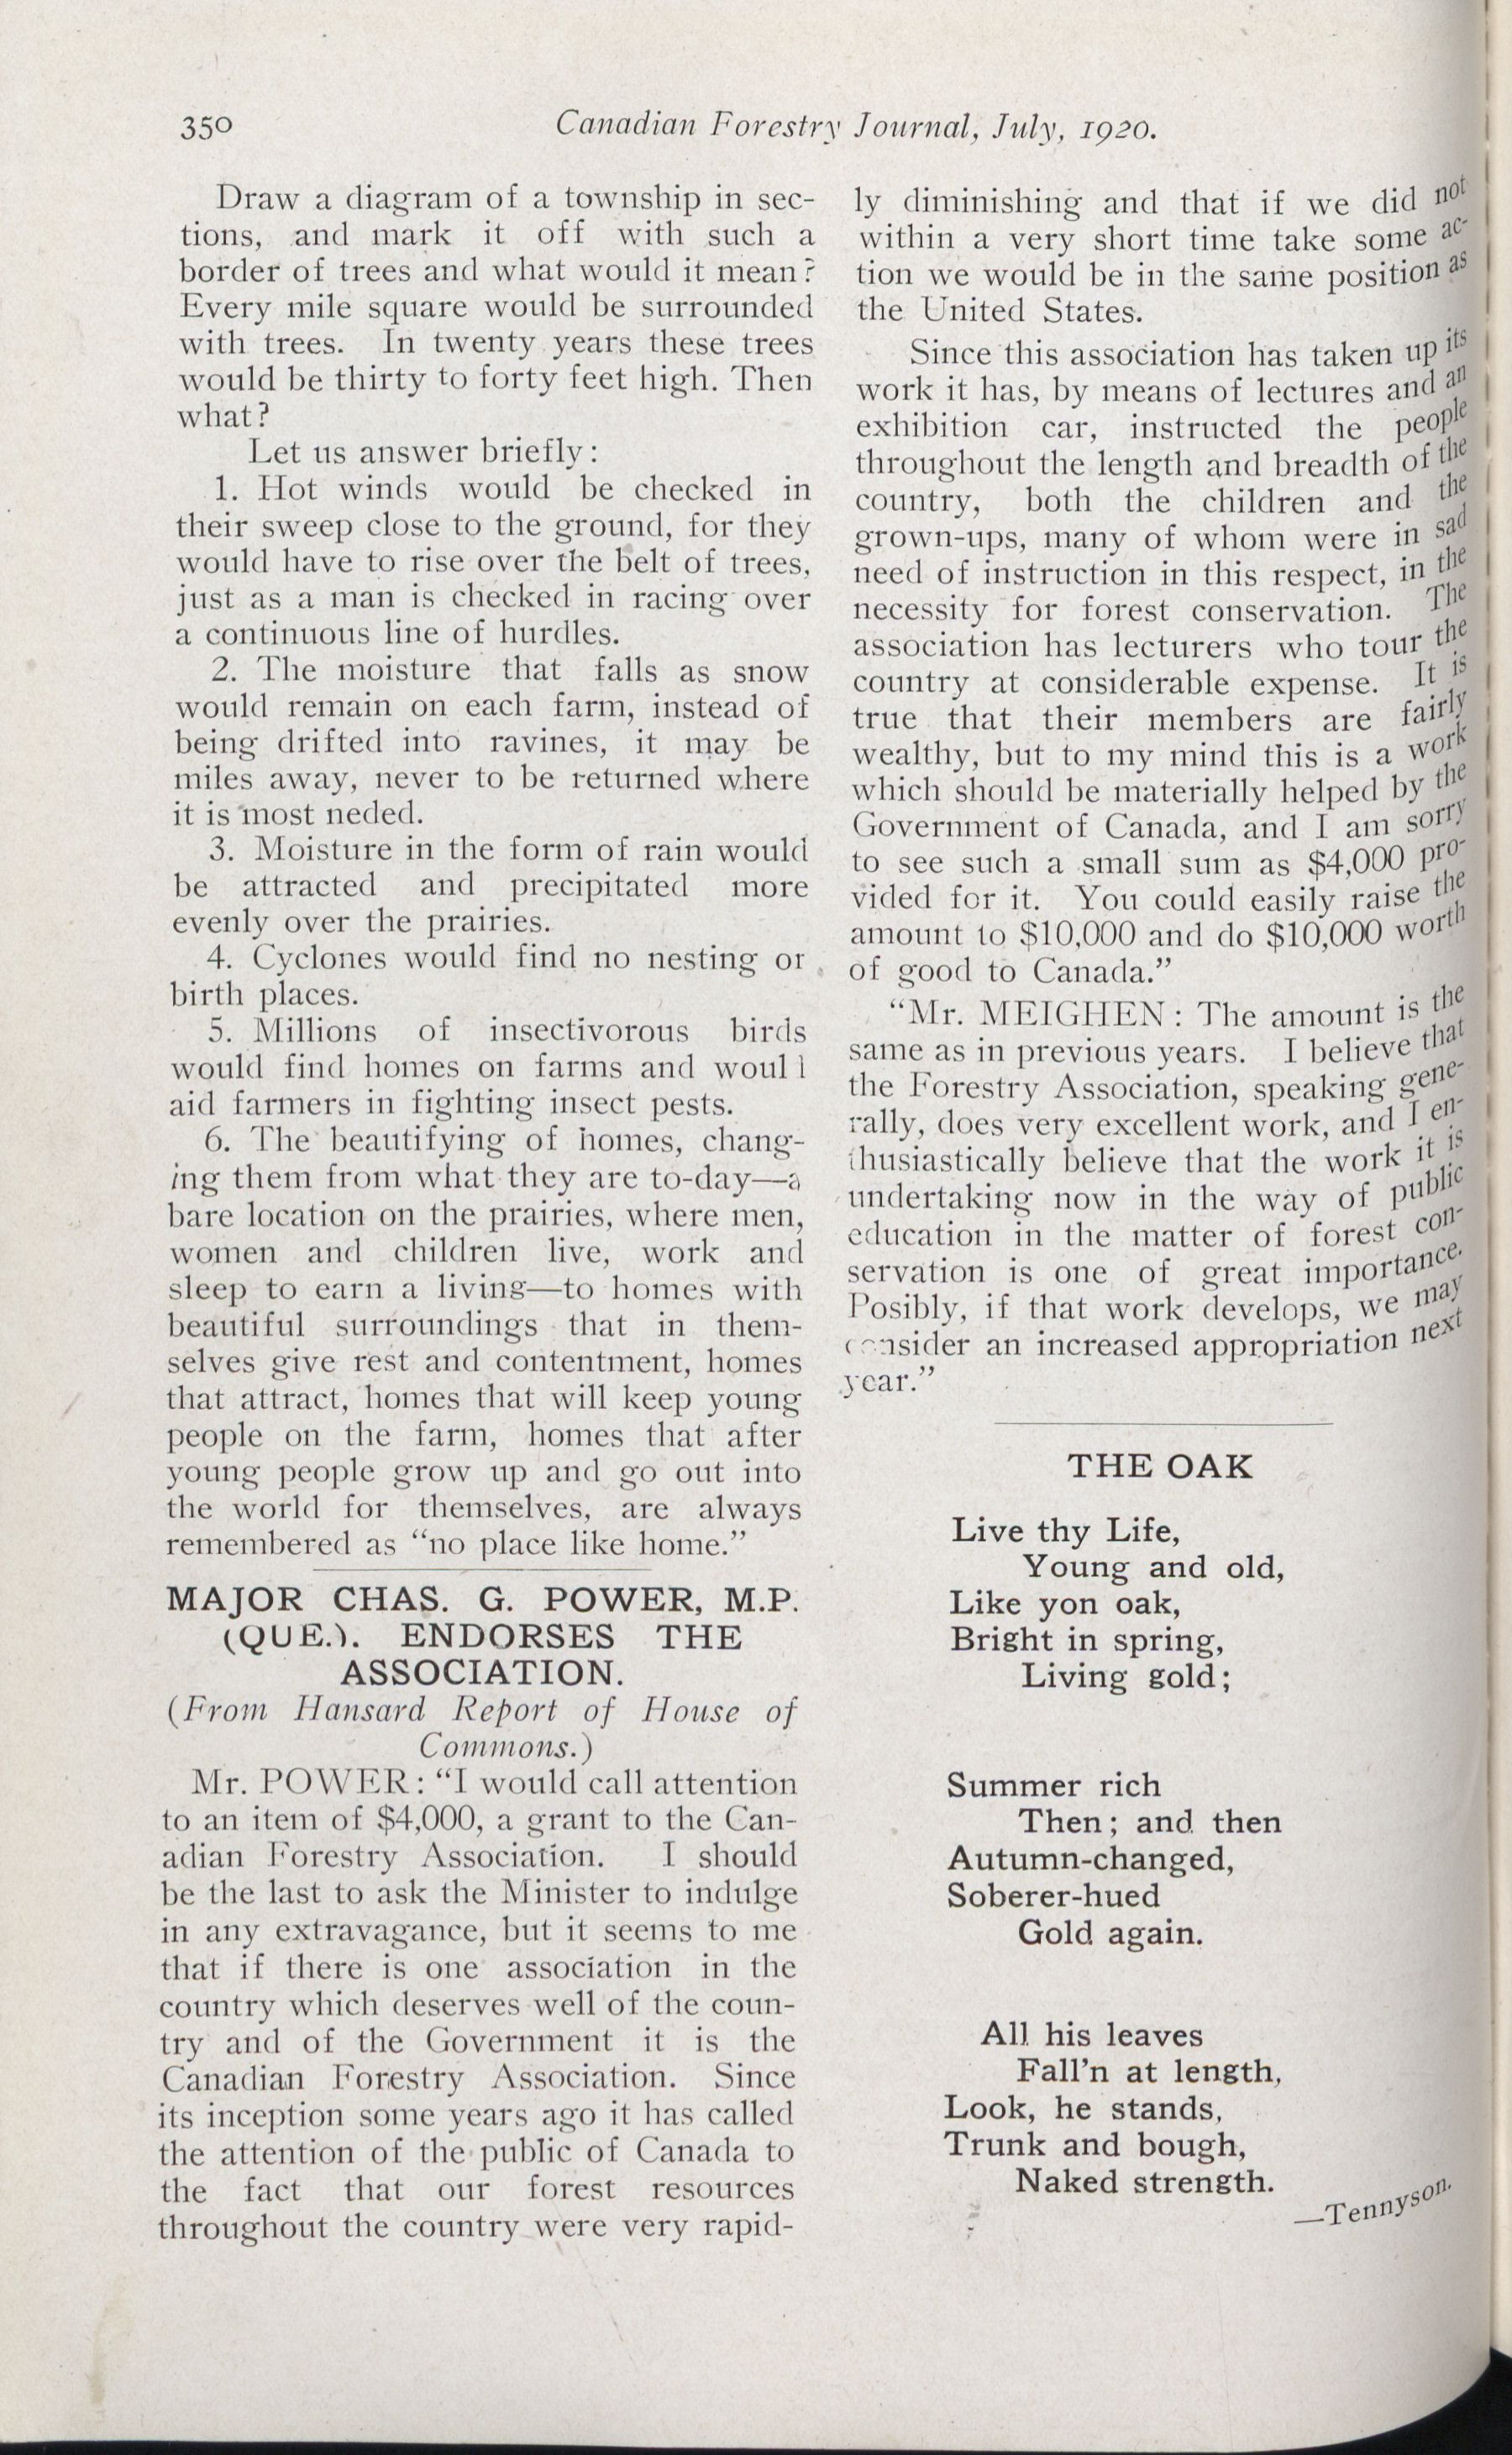 350
Canadian Forestry Journal, July, 1920.
Draw a diagram of a township in sec-
tions, and mark it off with such a
border of trees and what would it mean?
Every mile square would be surrounded
with trees. In twenty years these trees
would be thirty to forty feet high. Then
what?
Let us answer briefly:
1. Hot winds would be checked in
their sweep close to the ground, for they
would have to rise over the belt of trees,
just as a man is checked in racing over
a continuous line of hurdles.
2. The moisture that falls as snow
would remain on each farm, instead of
being drifted into ravines, it may be
miles away, never to be returned where
it is most neded.
3. Moisture in the form of rain would
be attracted and precipitated more
evenly over the prairies.
4. Cyclones would find no nesting or
birth places.
5. Millions of insectivorous birds
would find homes on farms and woul l
aid farmers in fighting insect pests.
6. The beautifying of homes, chang-
ing them from what they are to-day—a
bare location on the prairies, where men,
women and children live, work and
sleep to earn a living—to homes with
beautiful surroundings that in them-
selves give rest and contentment, homes
that attract, homes that will keep young
people on the farm, homes that after
young people grow up and go out into
the world for themselves, are always
remembered as "no place like home."
MAJOR CHAS. G. POWER, M.P.
(QUE.). ENDORSES THE
ASSOCIATION.
(From Hansard Report of House of
Commons.)
Mr. POWER: "I would call attention
to an item of $4,000, a grant to the Can-
adian Forestry Association. I should
be the last to ask the Minister to indulge
in any extravagance, but it seems to me
that if there is one association in the
country which deserves well of the coun-
try and of the Government it is the
Canadian Forestry Association. Since
its inception some years ago it has called
the attention of the public of Canada to
the fact that our forest resources
throughout the country were very rapid-
ly diminishing and that if we did not
within a very short time take some ac-
tion we would be in the same position as
the United States.
Since this association has taken up its
work it has, by means of lectures and an
exhibition car, instructed the people
throughout the length and breadth of the
country, both the children and the
grown-ups, many of whom were in sad
need of instruction in this respect, in the
necessity for forest conservation. The
association has lecturers who tour the
country at considerable expense. It is
true that their members are fairly
wealthy, but to my mind this is a work
which should be materially helped by the
Government of Canada, and I am sorry
to see such a small sum as $4,000 pro-
vided for it. You could easily raise the
amount to $10,000 and do $10,000 worth
of good to Canada."
"Mr. MEIGHEN: The amount is the
same as in previous years. I believe that
the Forestry Association, speaking gene-
rally, does very excellent work, and I en-
thusiastically believe that the work it is
undertaking now in the way of public
education in the matter of forest con-
servation is one of great importance.
Posibly, if that work develops, we may
consider an increased appropriation next
year."
THE OAK
Live thy Life,
Young and old,
Like yon oak,
Bright in spring,
Living gold;
Summer rich
Then; and then
Autumn-changed,
Soberer-hued
Gold again.
All his leaves
Fall'n at length,
Look, he stands,
Trunk and bough,
Naked strength.
—Tennyson.